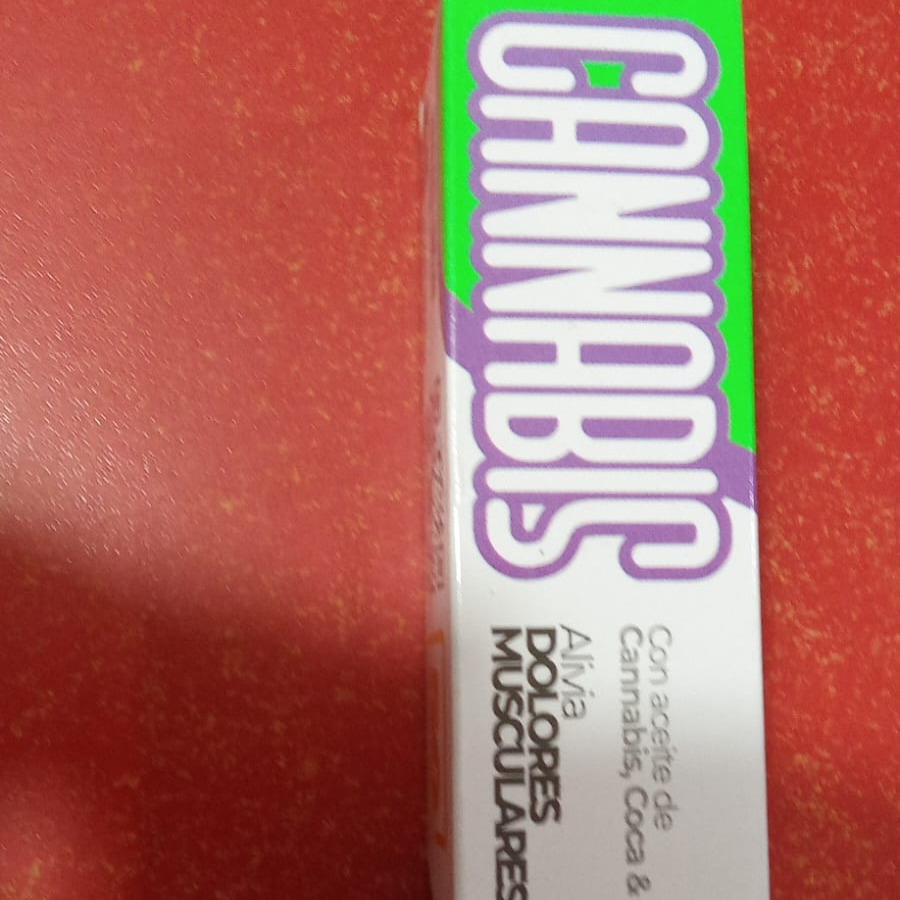 CANNABIS
Con aceite de
Cannabis, Coca &
Alivia
DOLORES
MUSCULARES